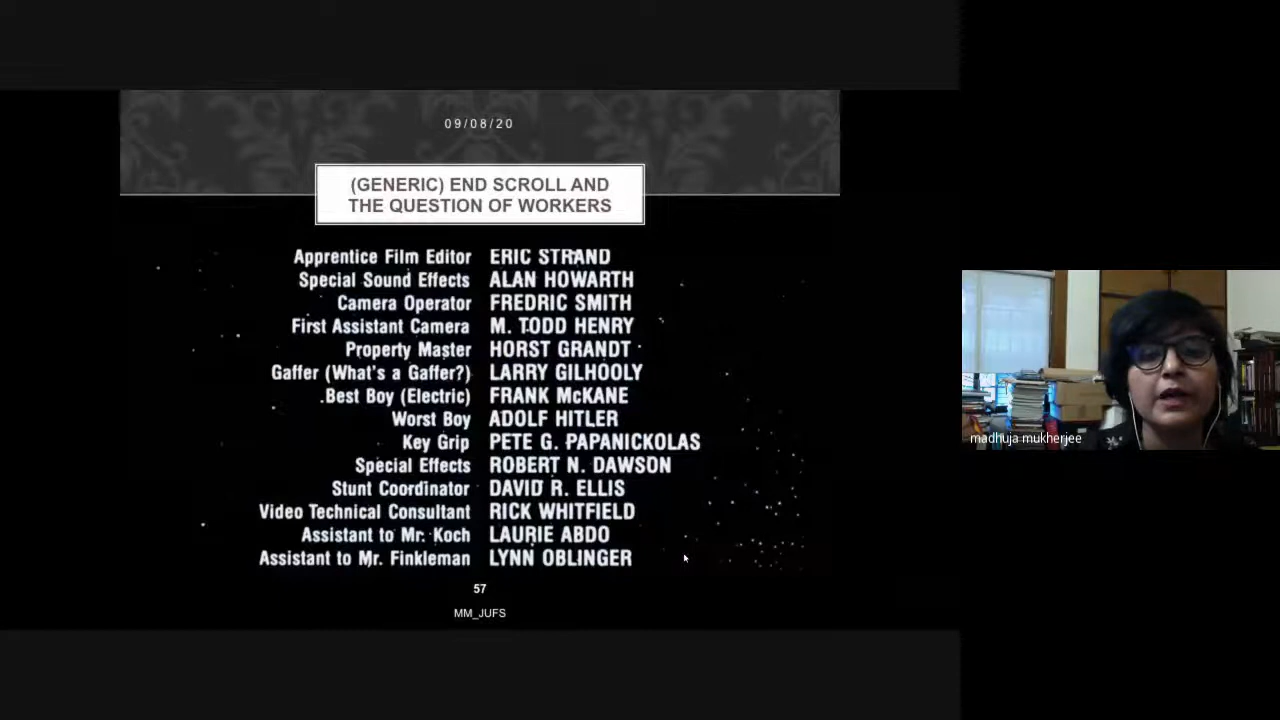 09/08/20
(GENERIC) END SCROLL AND
THE QUESTION OF WORKERS
Apprentice Film Editor ERIC STRAND
Special Sound Effects ALAN HOWARTH
Camera Operator FREDRIC SMITH
First Assistant Camera M. TODD HENRY
Property Master HORST GRANDT
Gaffer (What's a Gaffer?) LARRY GILHOOLY
Best Boy (Electric) FRANK McKANE
Worst Boy ADOLF HITLER
Key Grip PETE G. PAPANICKOLAS
Special Effects ROBERT N. DAWSON
Stunt Coordinator DAVID R. ELLIS
Video Technical Consultant RICK WHITFIELD
Assistant to Mr. Koch LAURIE ABDO
Assistant to Mr. Finkleman LYNN OBLINGER
57
MM_JUFS
madhuja mukherjee